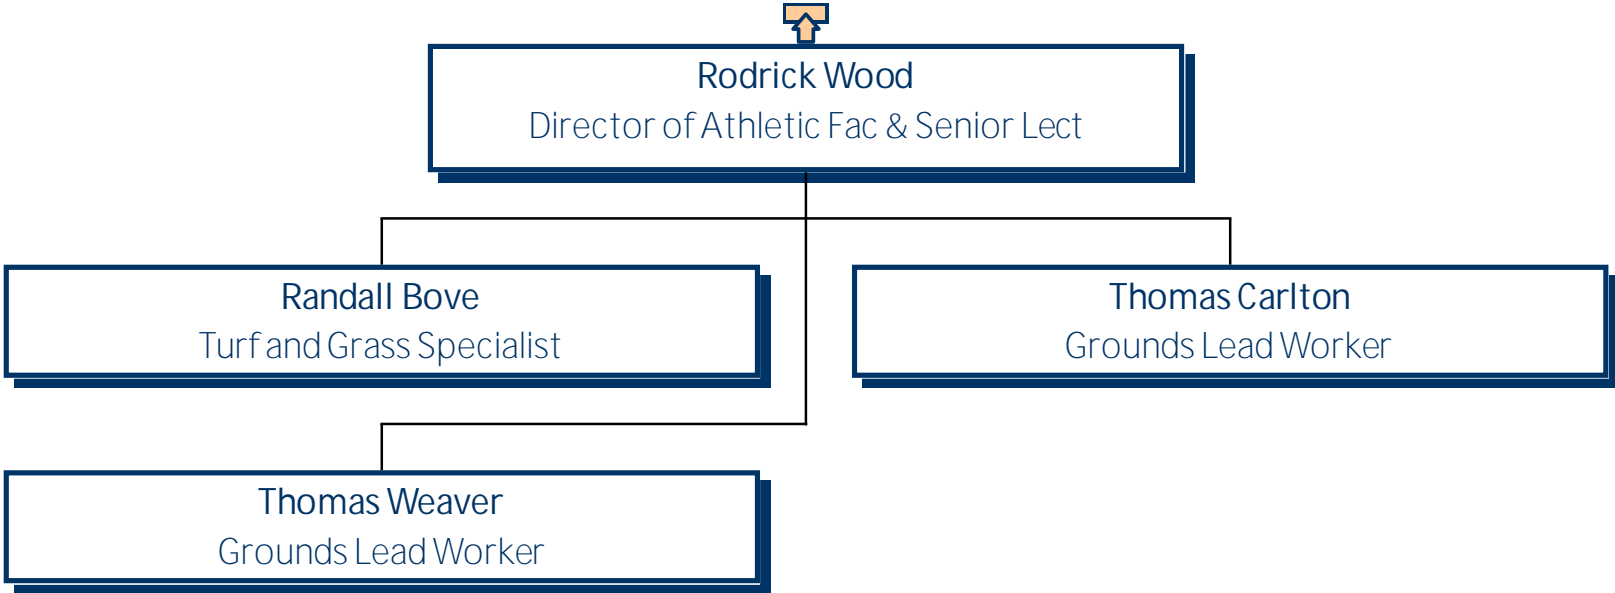 Rodrick Wood
Director of Athletic Fac & Senior Lect
Randall Bove
Turf and Grass Specialist
Thomas Carlton
Grounds Lead Worker
Thomas Weaver
Grounds Lead Worker